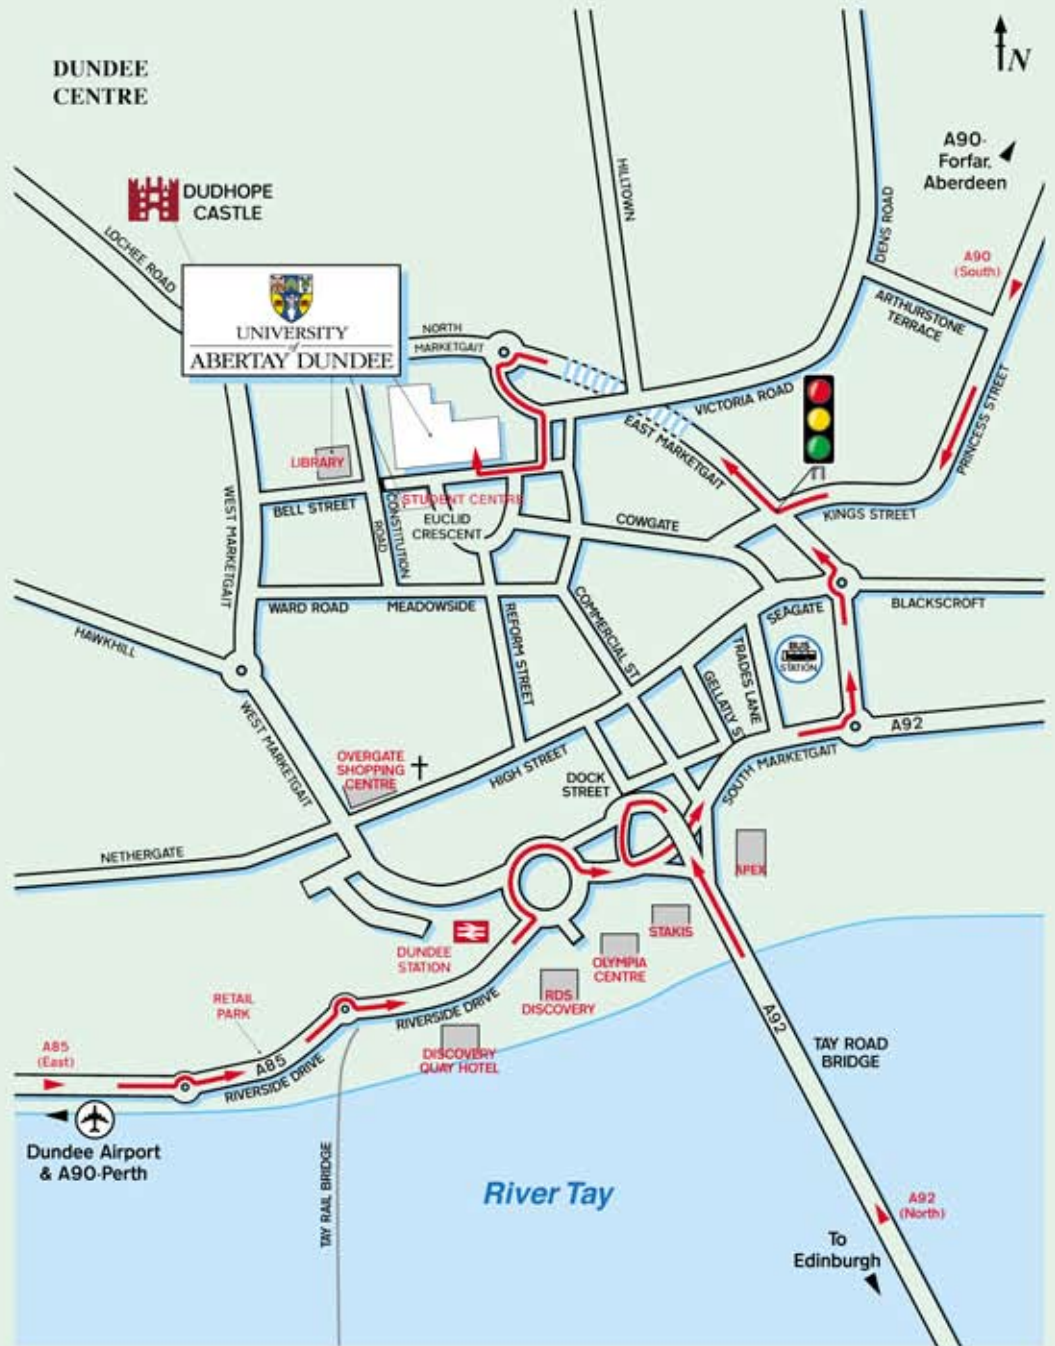 DUNDEE
CENTRE
N
A90-
Forfar,
Aberdeen
HILLTOWN
DUDHOPE
CASTLE
LOCHEE ROAD
DENS ROAD
A90
(South)
UNIVERSITY
of
ABERTAY DUNDEE
NORTH
MARKETGAIT
ARTHURSTONE
TERRACE
VICTORIA ROAD
EAST MARKETGAIT
PRINCESS STREET
LIBRARY
STUDENT CENTRE
BELL STREET
CONSTITUTION
ROAD
EUCLID
CRESCENT
COWGATE
KINGS STREET
WEST MARKETGAIT
WARD ROAD
MEADOWSIDE
COMMERCIAL ST
SEAGATE
BLACKSCROFT
HAWKHILL
REFORM STREET
BUS
STATION
TRADES LANE
GELLATLY ST
WEST MARKETGAIT
A92
OVERGATE
SHOPPING
CENTRE
HIGH STREET
SOUTH MARKETGAIT
DOCK
STREET
NETHERGATE
APEX
STAKIS
DUNDEE
STATION
OLYMPIA
CENTRE
RDS
DISCOVERY
RETAIL
PARK
RIVERSIDE DRIVE
A92
A85
(East)
A85
RIVERSIDE DRIVE
DISCOVERY
QUAY HOTEL
TAY ROAD
BRIDGE
Dundee Airport
& A90-Perth
TAY RAIL BRIDGE
River Tay
A92
(North)
To
Edinburgh